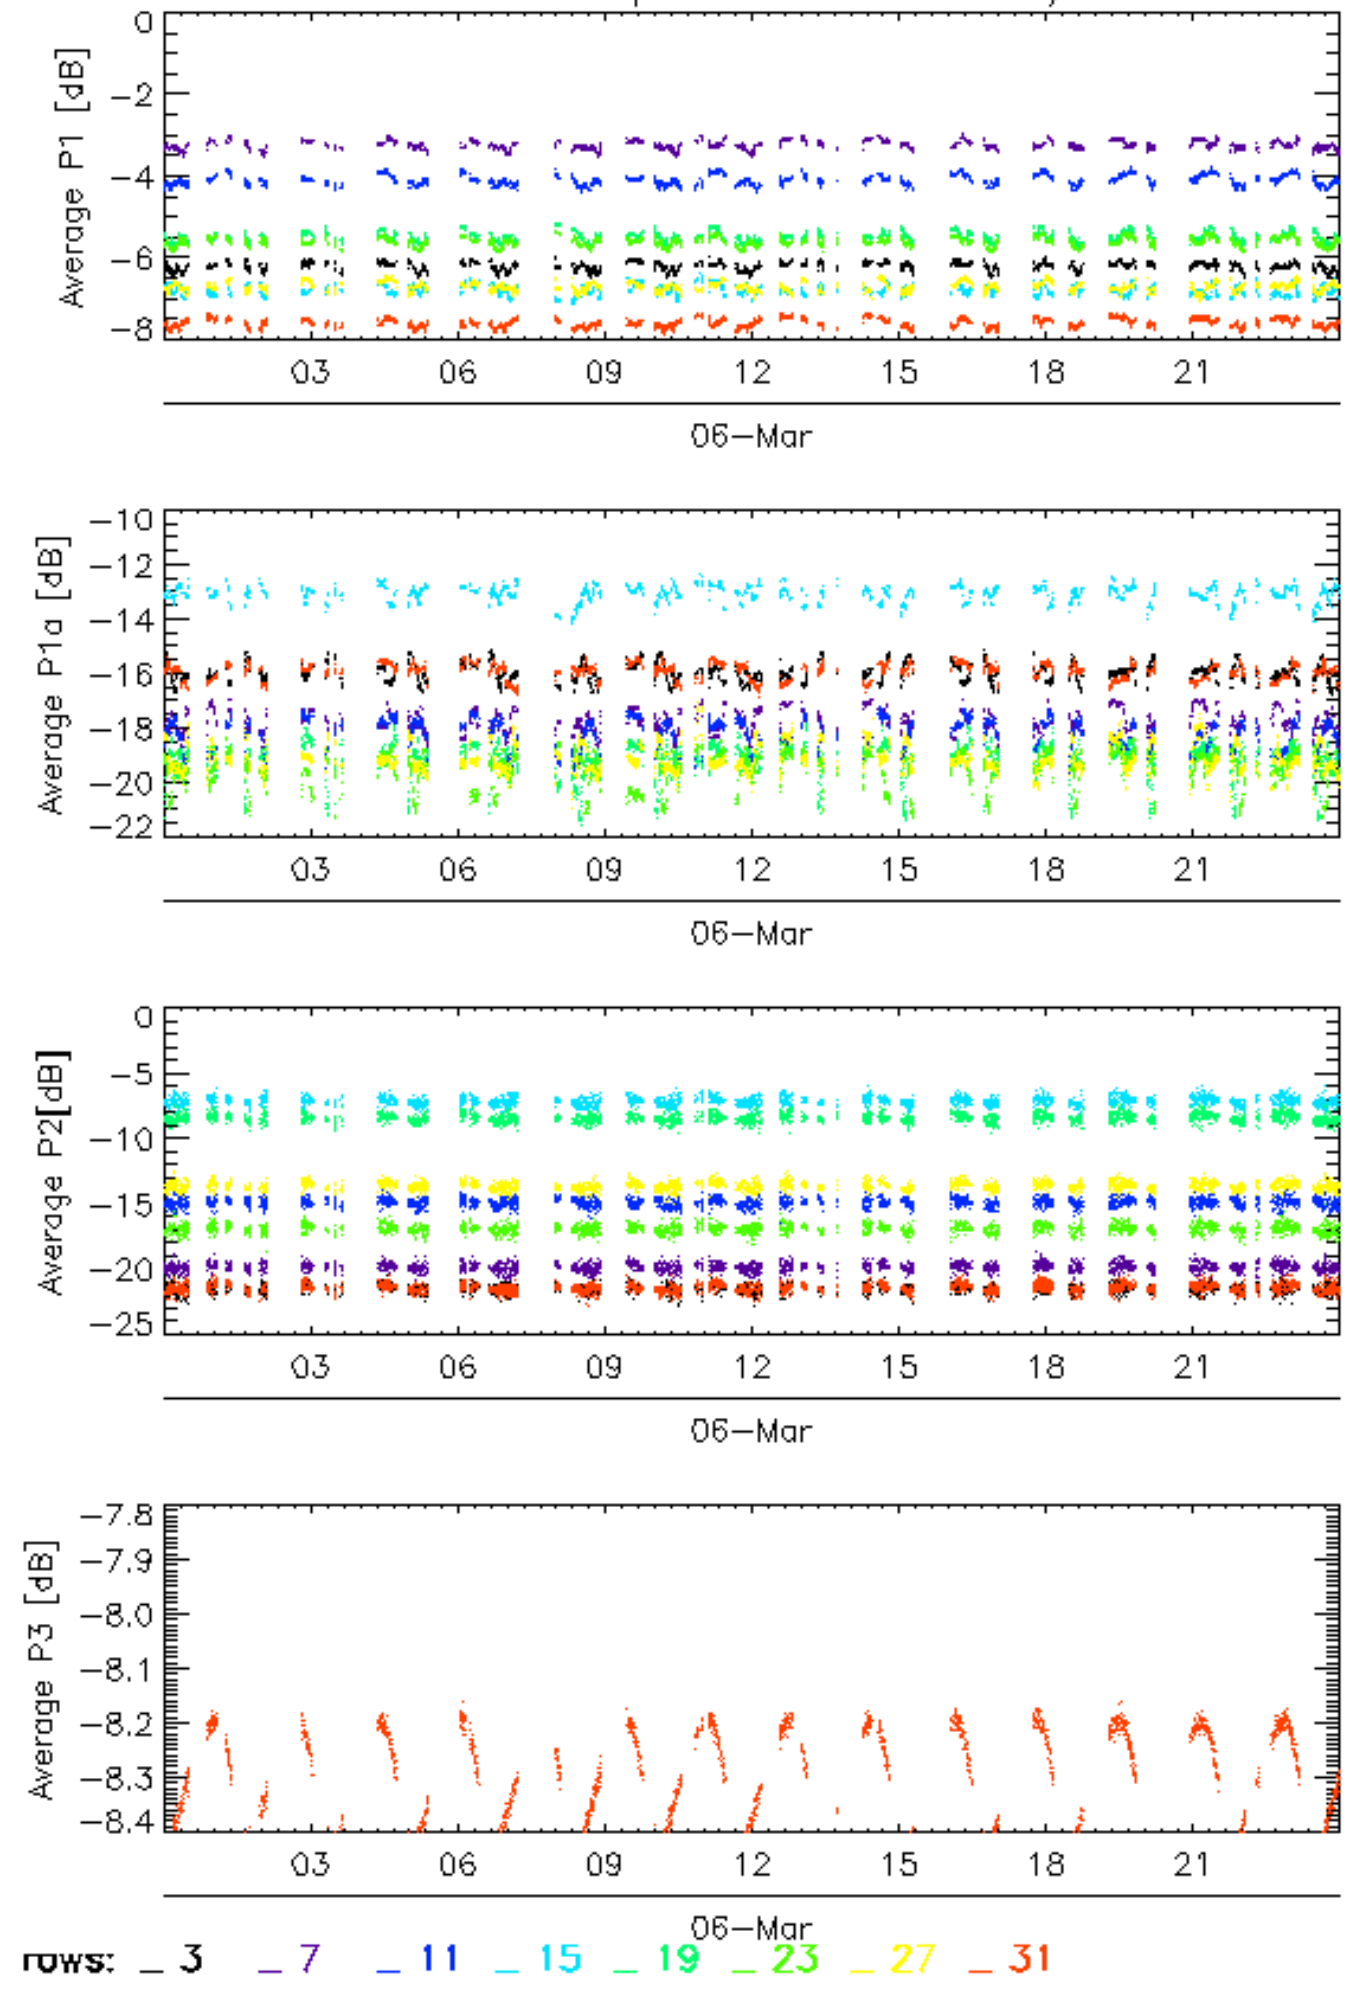 0
-2
-4
-6
-8
Average P1 [dB]
03 06 09 12 15 18 21
06-Mar
-10
-12
-14
-16
-18
-20
-22
Average P1a [dB]
03 06 09 12 15 18 21
06-Mar
0
-5
-10
-15
-20
-25
Average P2[dB]
03 06 09 12 15 18 21
06-Mar
-7.8
-7.9
-8.0
-8.1
-8.2
-8.3
-8.4
Average P3 [dB]
03 06 09 12 15 18 21
06-Mar
rows: _ 3 _ 7 _ 11 _ 15 _ 19 _ 23 _ 27 _ 31